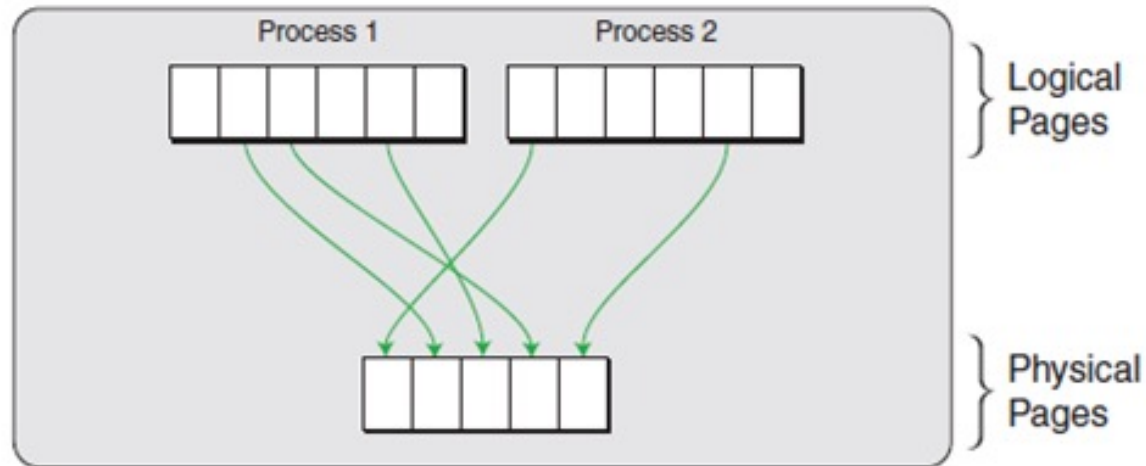 Process 1
Process 2
Logical
Pages
Physical
Pages